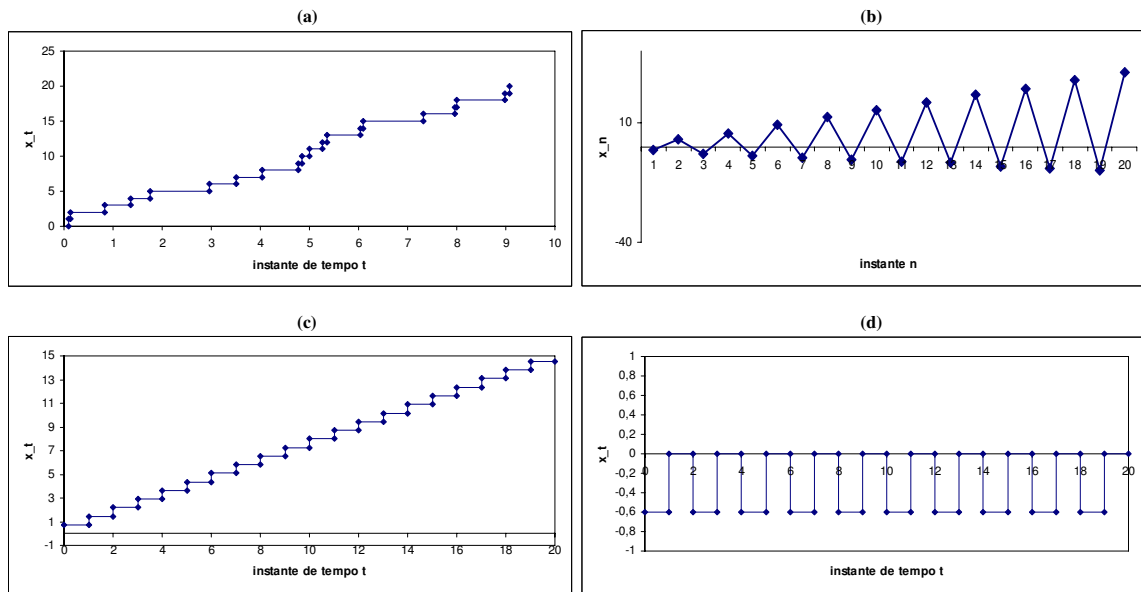 (a)
25
20
15
10
5
0
x_t
0 1 2 3 4 5 6 7 8 9 10
instante de tempo t
(b)
10
-40
x_n
1 2 3 4 5 6 7 8 9 10 11 12 13 14 15 16 17 18 19 20
instante n
(c)
15
13
11
9
7
5
3
1
-1
x_t
0 2 4 6 8 10 12 14 16 18 20
instante de tempo t
(d)
1
0,8
0,6
0,4
0,2
0
-0,2
-0,4
-0,6
-0,8
-1
x_t
0 2 4 6 8 10 12 14 16 18 20
instante de tempo t